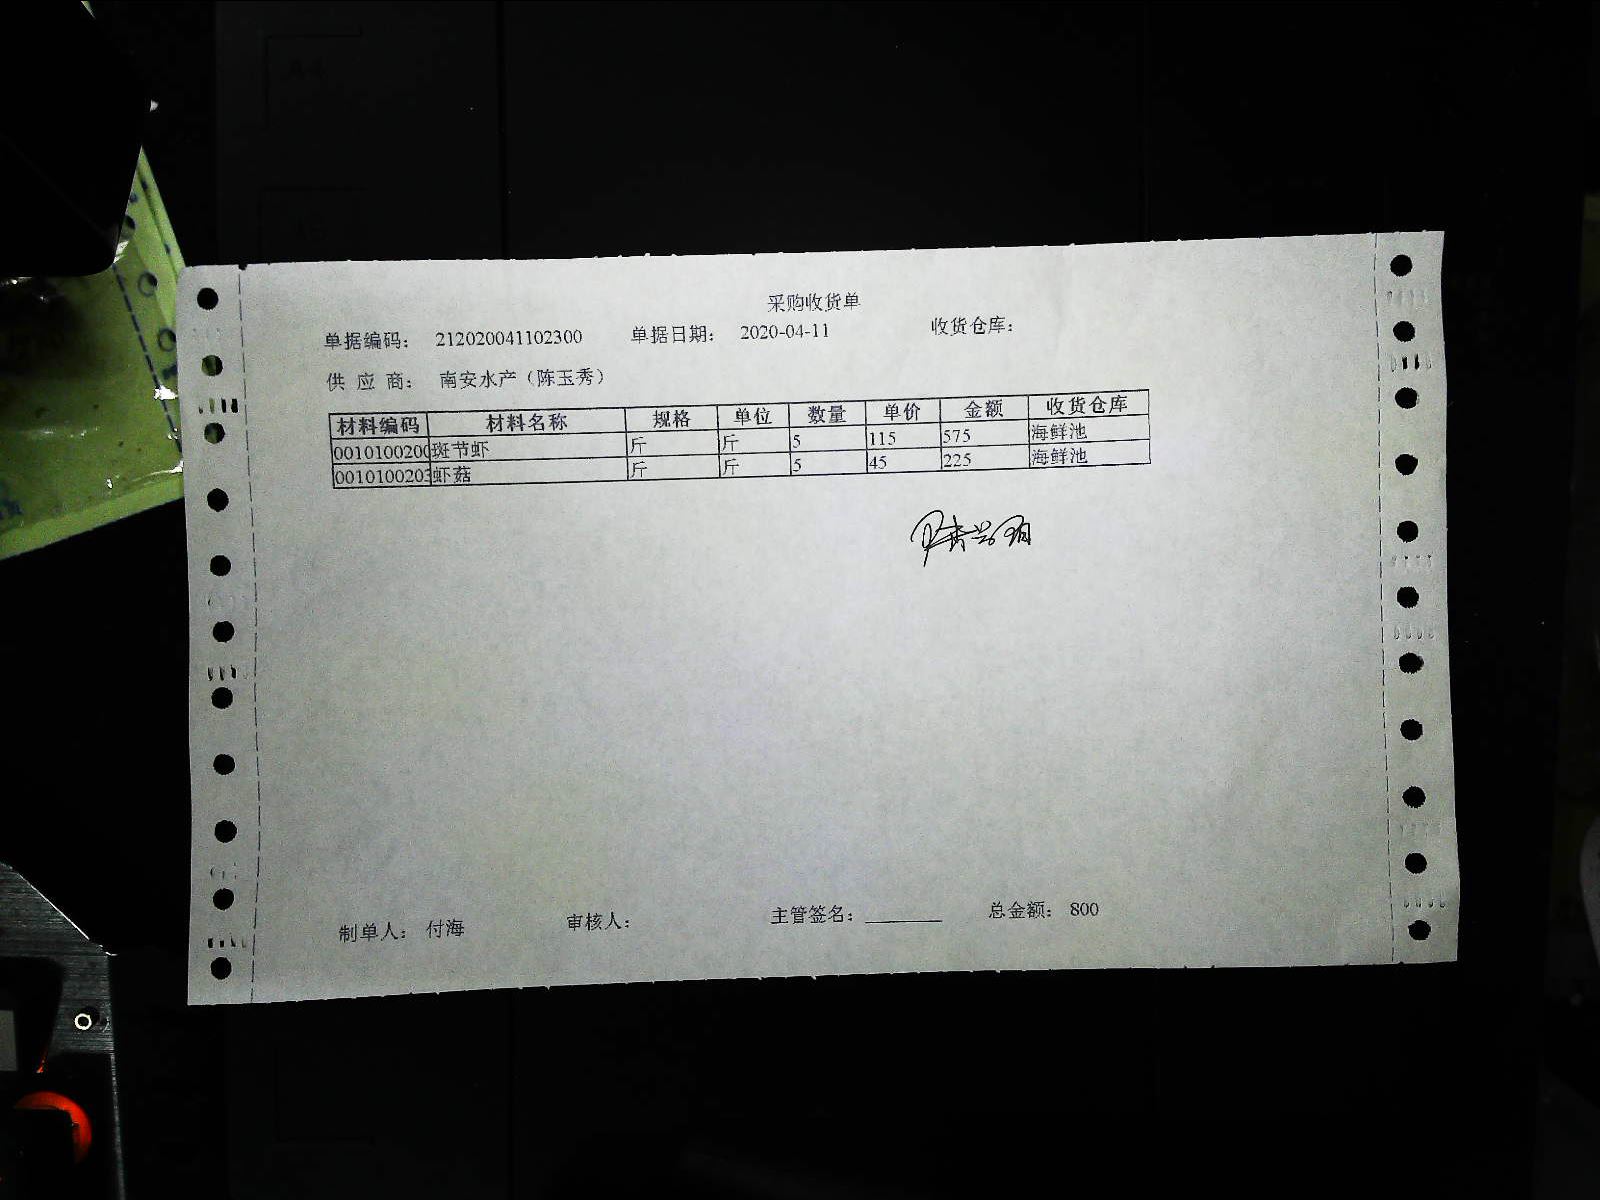 采购收货单
单据编码: 212020041102300 单据日期: 2020-04-11 收货仓库:
供 应 商: 南安水产（陈玉秀）
材料编码 材料名称 规格 单位 数量 单价 金额 收货仓库
0010100200 斑节虾 斤 斤 5 115 575 海鲜池
0010100203 虾菇 斤 斤 5 45 225 海鲜池
制单人: 付海 审核人: 主管签名: ________ 总金额: 800